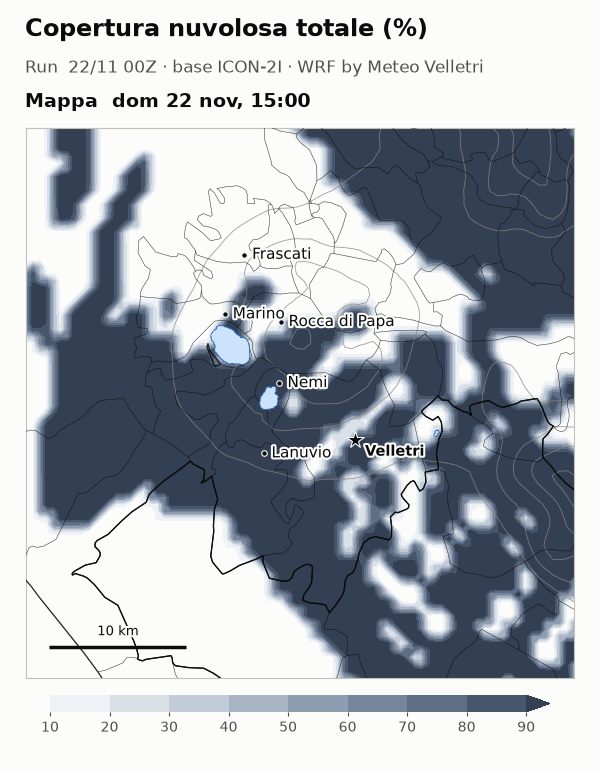 Copertura nuvolosa totale (%)
Run  22/11 00Z · base ICON-2I · WRF by Meteo Velletri
Mappa  dom 22 nov, 15:00
Frascati
Marino
Rocca di Papa
Nemi
Lanuvio
Velletri
10 km
10 20 30 40 50 60 70 80 90